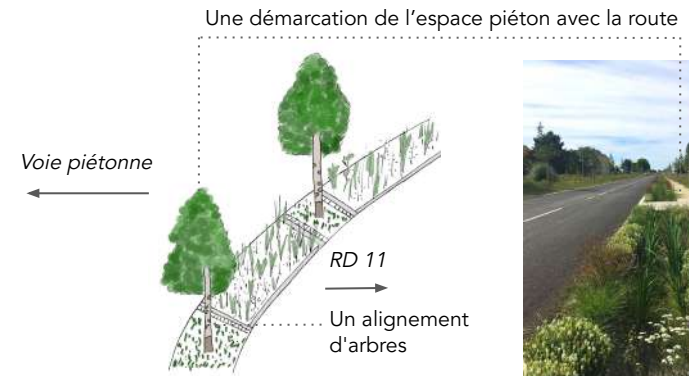 Une démarcation de l’espace piéton avec la route
Voie piétonne
RD 11
Un alignement
d'arbres